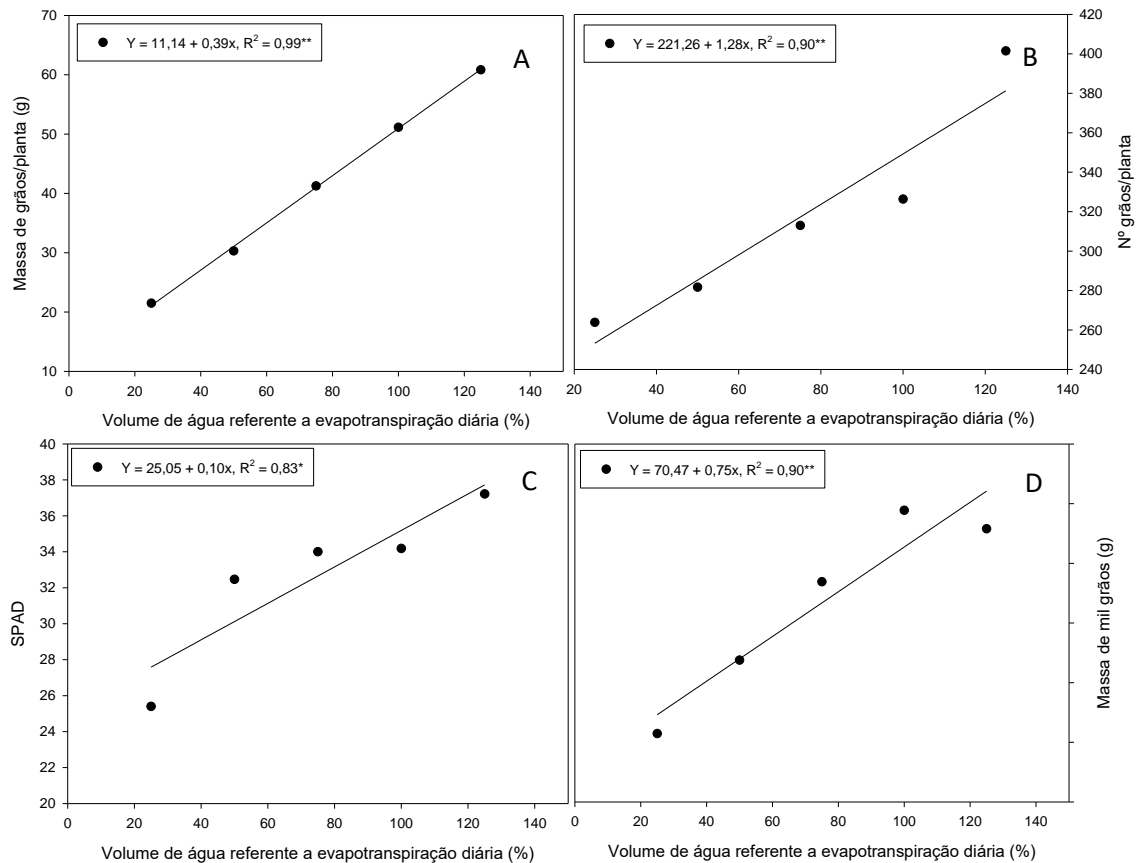 70
60
50
40
30
20
10
Massa de grãos/planta (g)
Y = 11,14 + 0,39x, R² = 0,99**
A
0 20 40 60 80 100 120 140
Volume de água referente a evapotranspiração diária (%)
Y = 221,26 + 1,28x, R² = 0,90**
B
420
400
380
360
340
320
300
280
260
240
Nº grãos/planta
20 40 60 80 100 120 140
Volume de água referente a evapotranspiração diária (%)
40
38
36
34
32
30
28
26
24
22
20
SPAD
Y = 25,05 + 0,10x, R² = 0,83*
C
0 20 40 60 80 100 120 140
Volume de água referente a evapotranspiração diária (%)
Y = 70,47 + 0,75x, R² = 0,90**
D
Massa de mil grãos (g)
0 20 40 60 80 100 120 140
Volume de água referente a evapotranspiração diária (%)